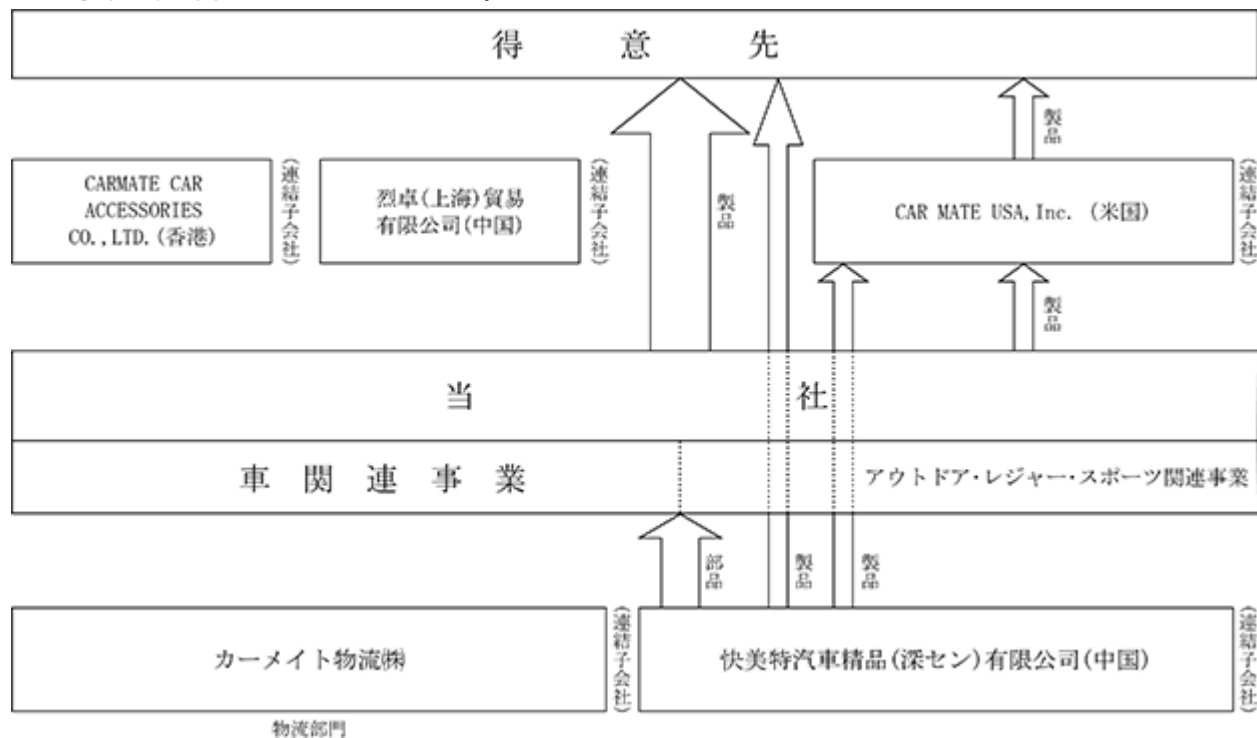 得意先
製品
CARMATE CAR
ACCESSORIES
CO.,LTD.(香港)
(連結子会社)
烈卓(上海)貿易
有限公司(中国)
(連結子会社)
製品
CAR MATE USA,Inc. (米国)
(連結子会社)
製品
当社
車関連事業
アウトドア・レジャー・スポーツ関連事業
部品
製品
製品
カーメイト物流㈱
(連結子会社)
快美特汽車精品(深セン)有限公司(中国)
(連結子会社)
物流部門